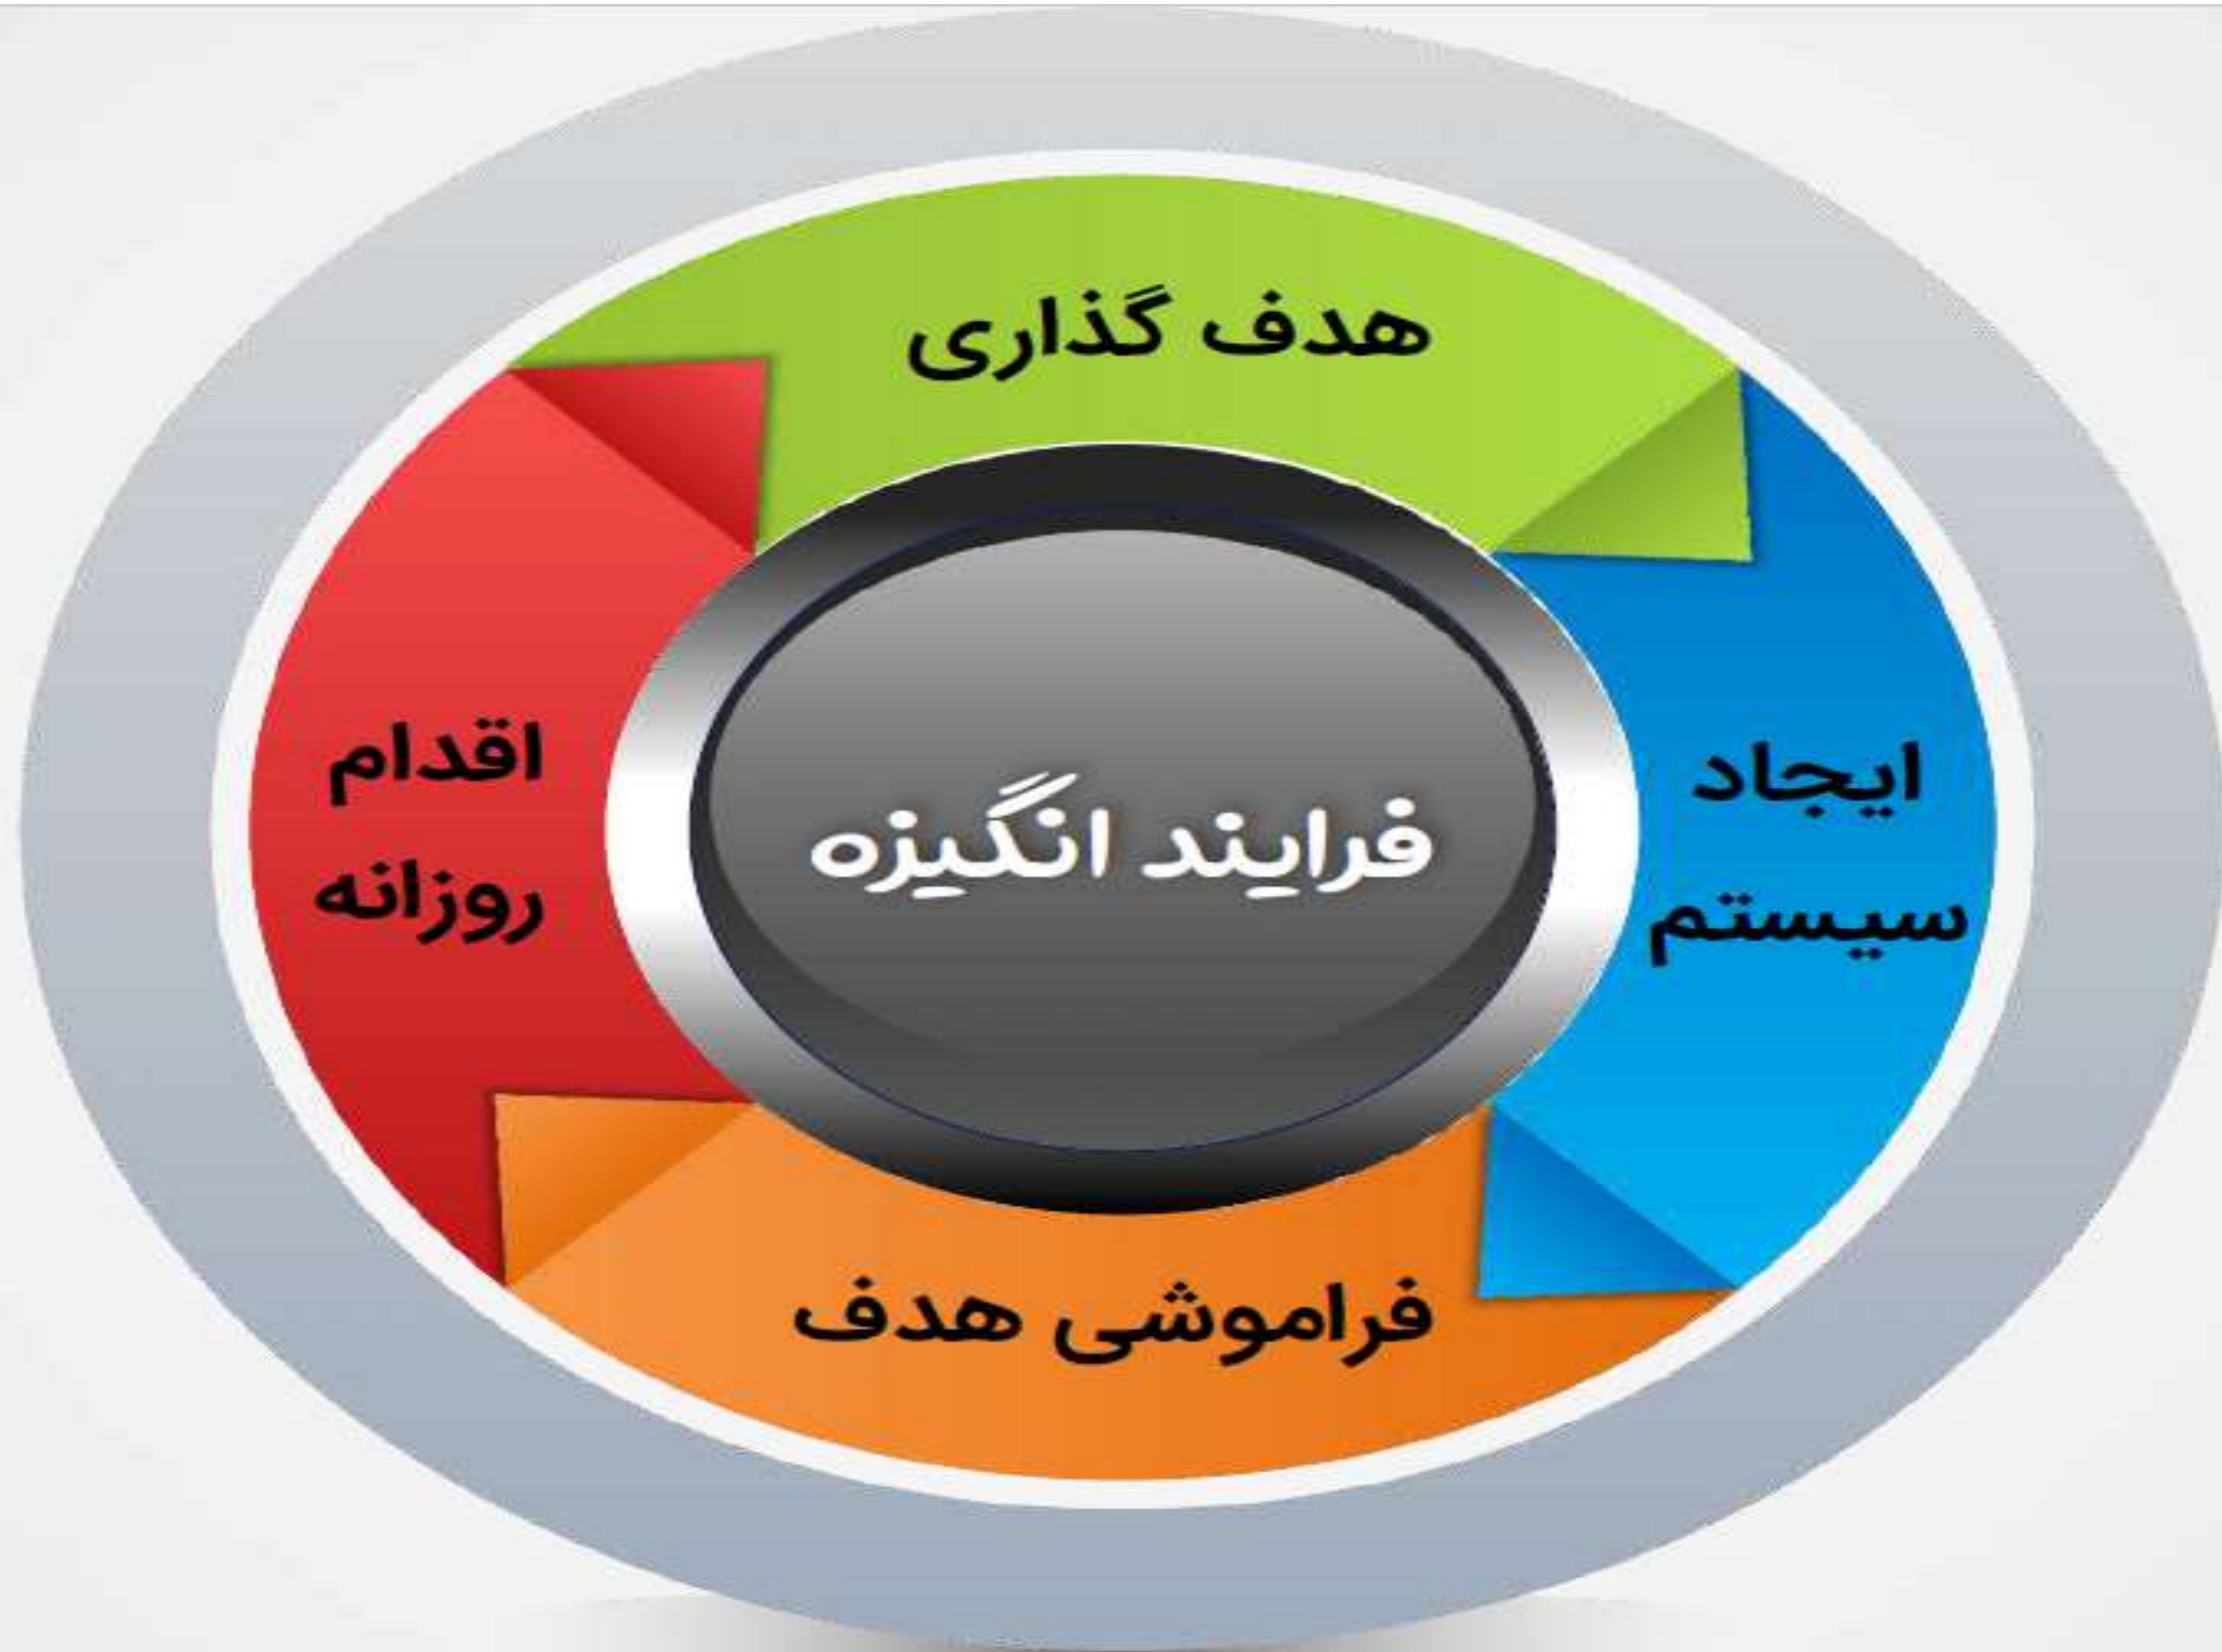 هدف گذاری
ایجاد
سیستم
فرایند انگیزه
اقدام
روزانه
فراموشی هدف